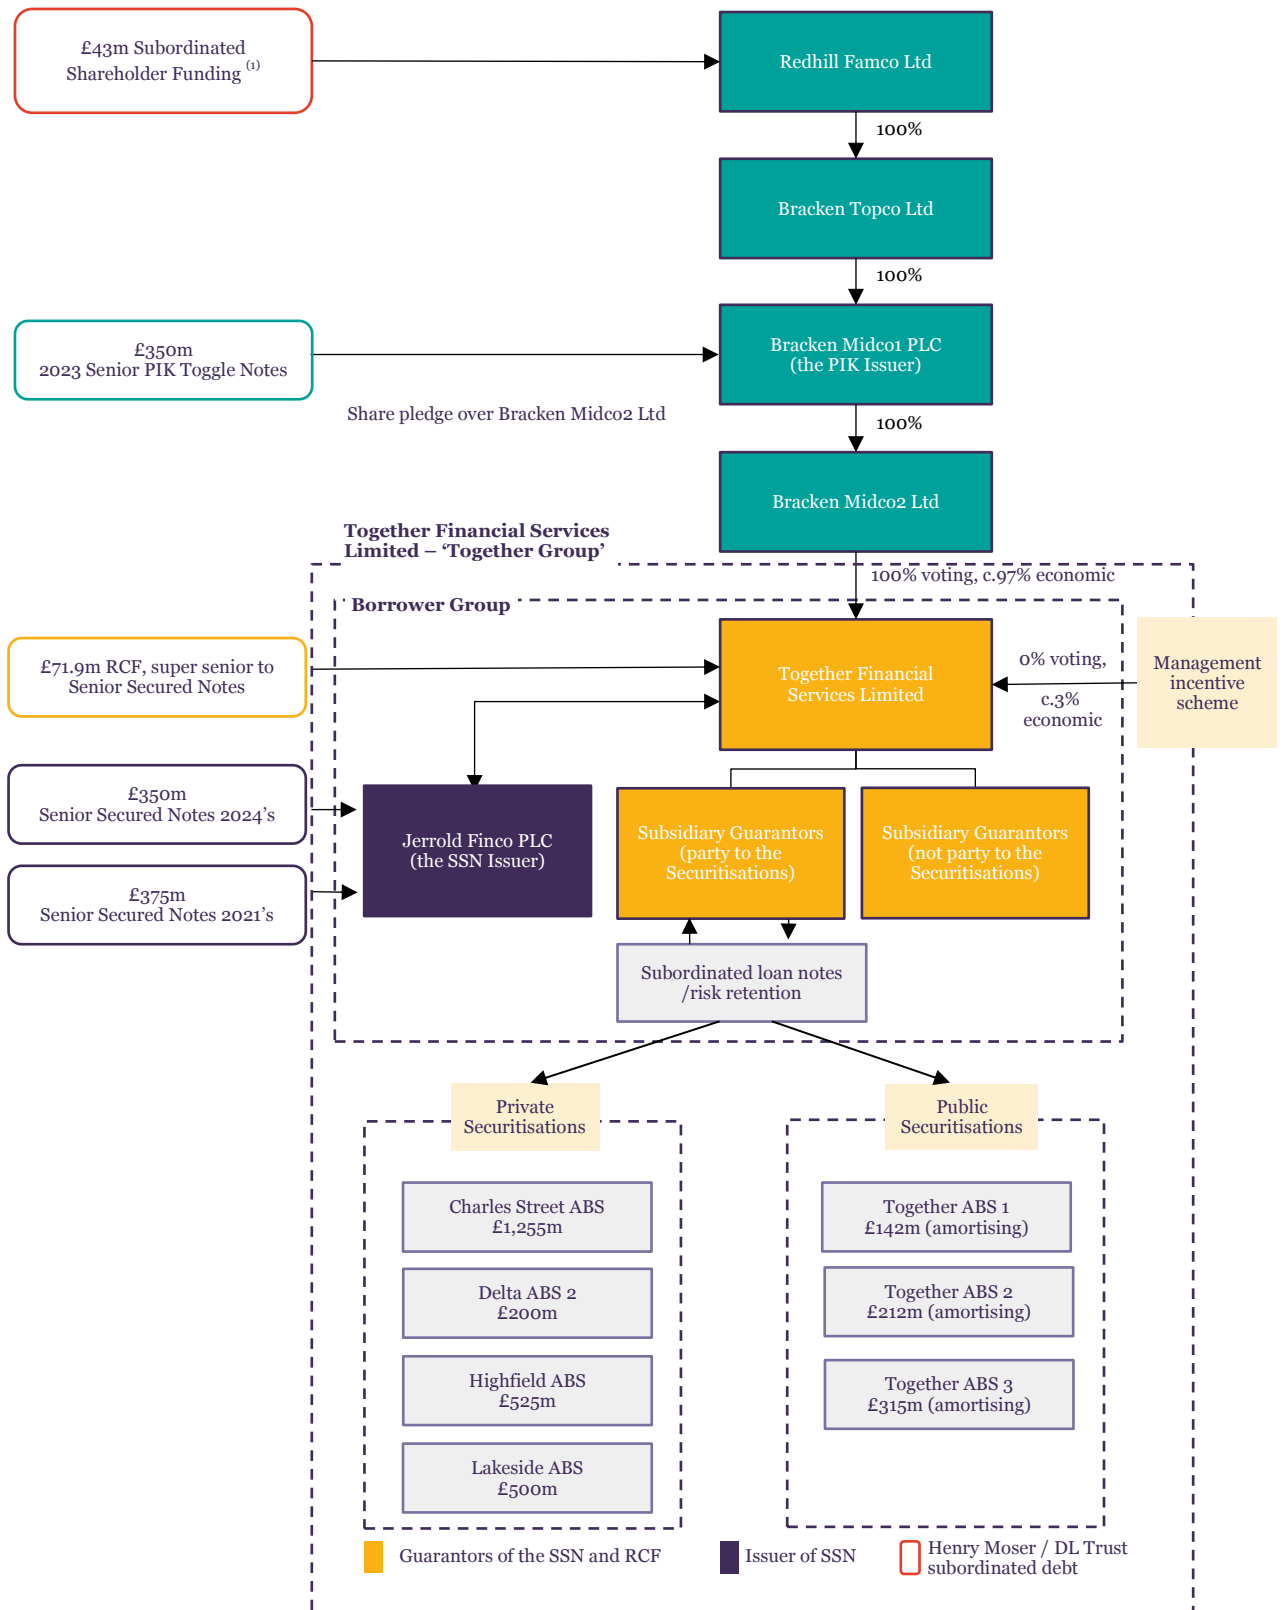 £43m Subordinated
Shareholder Funding (1)
Redhill Famco Ltd
100%
Bracken Topco Ltd
100%
£350m
2023 Senior PIK Toggle Notes
Bracken Midco1 PLC
(the PIK Issuer)
Share pledge over Bracken Midco2 Ltd
100%
Bracken Midco2 Ltd
Together Financial Services
Limited – ‘Together Group’
100% voting, c.97% economic
Borrower Group
£71.9m RCF, super senior to
Senior Secured Notes
Together Financial
Services Limited
0% voting,
c.3%
economic
Management
incentive
scheme
£350m
Senior Secured Notes 2024’s
£375m
Senior Secured Notes 2021’s
Jerrold Finco PLC
(the SSN Issuer)
Subsidiary Guarantors
(party to the
Securitisations)
Subsidiary Guarantors
(not party to the
Securitisations)
Subordinated loan notes
/risk retention
Private
Securitisations
Public
Securitisations
Charles Street ABS
£1,255m
Delta ABS 2
£200m
Highfield ABS
£525m
Lakeside ABS
£500m
Together ABS 1
£142m (amortising)
Together ABS 2
£212m (amortising)
Together ABS 3
£315m (amortising)
Guarantors of the SSN and RCF
Issuer of SSN
Henry Moser / DL Trust
subordinated debt